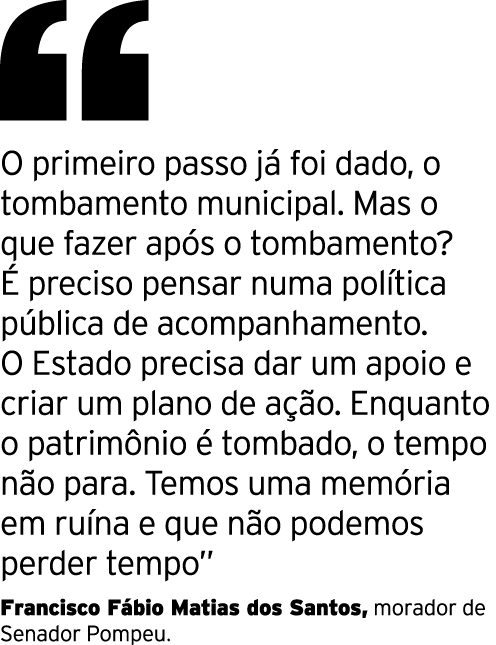 “
O primeiro passo já foi dado, o
tombamento municipal. Mas o
que fazer após o tombamento?
É preciso pensar numa política
pública de acompanhamento.
O Estado precisa dar um apoio e
criar um plano de ação. Enquanto
o patrimônio é tombado, o tempo
não para. Temos uma memória
em ruína e que não podemos
perder tempo”
Francisco Fábio Matias dos Santos, morador de
Senador Pompeu.